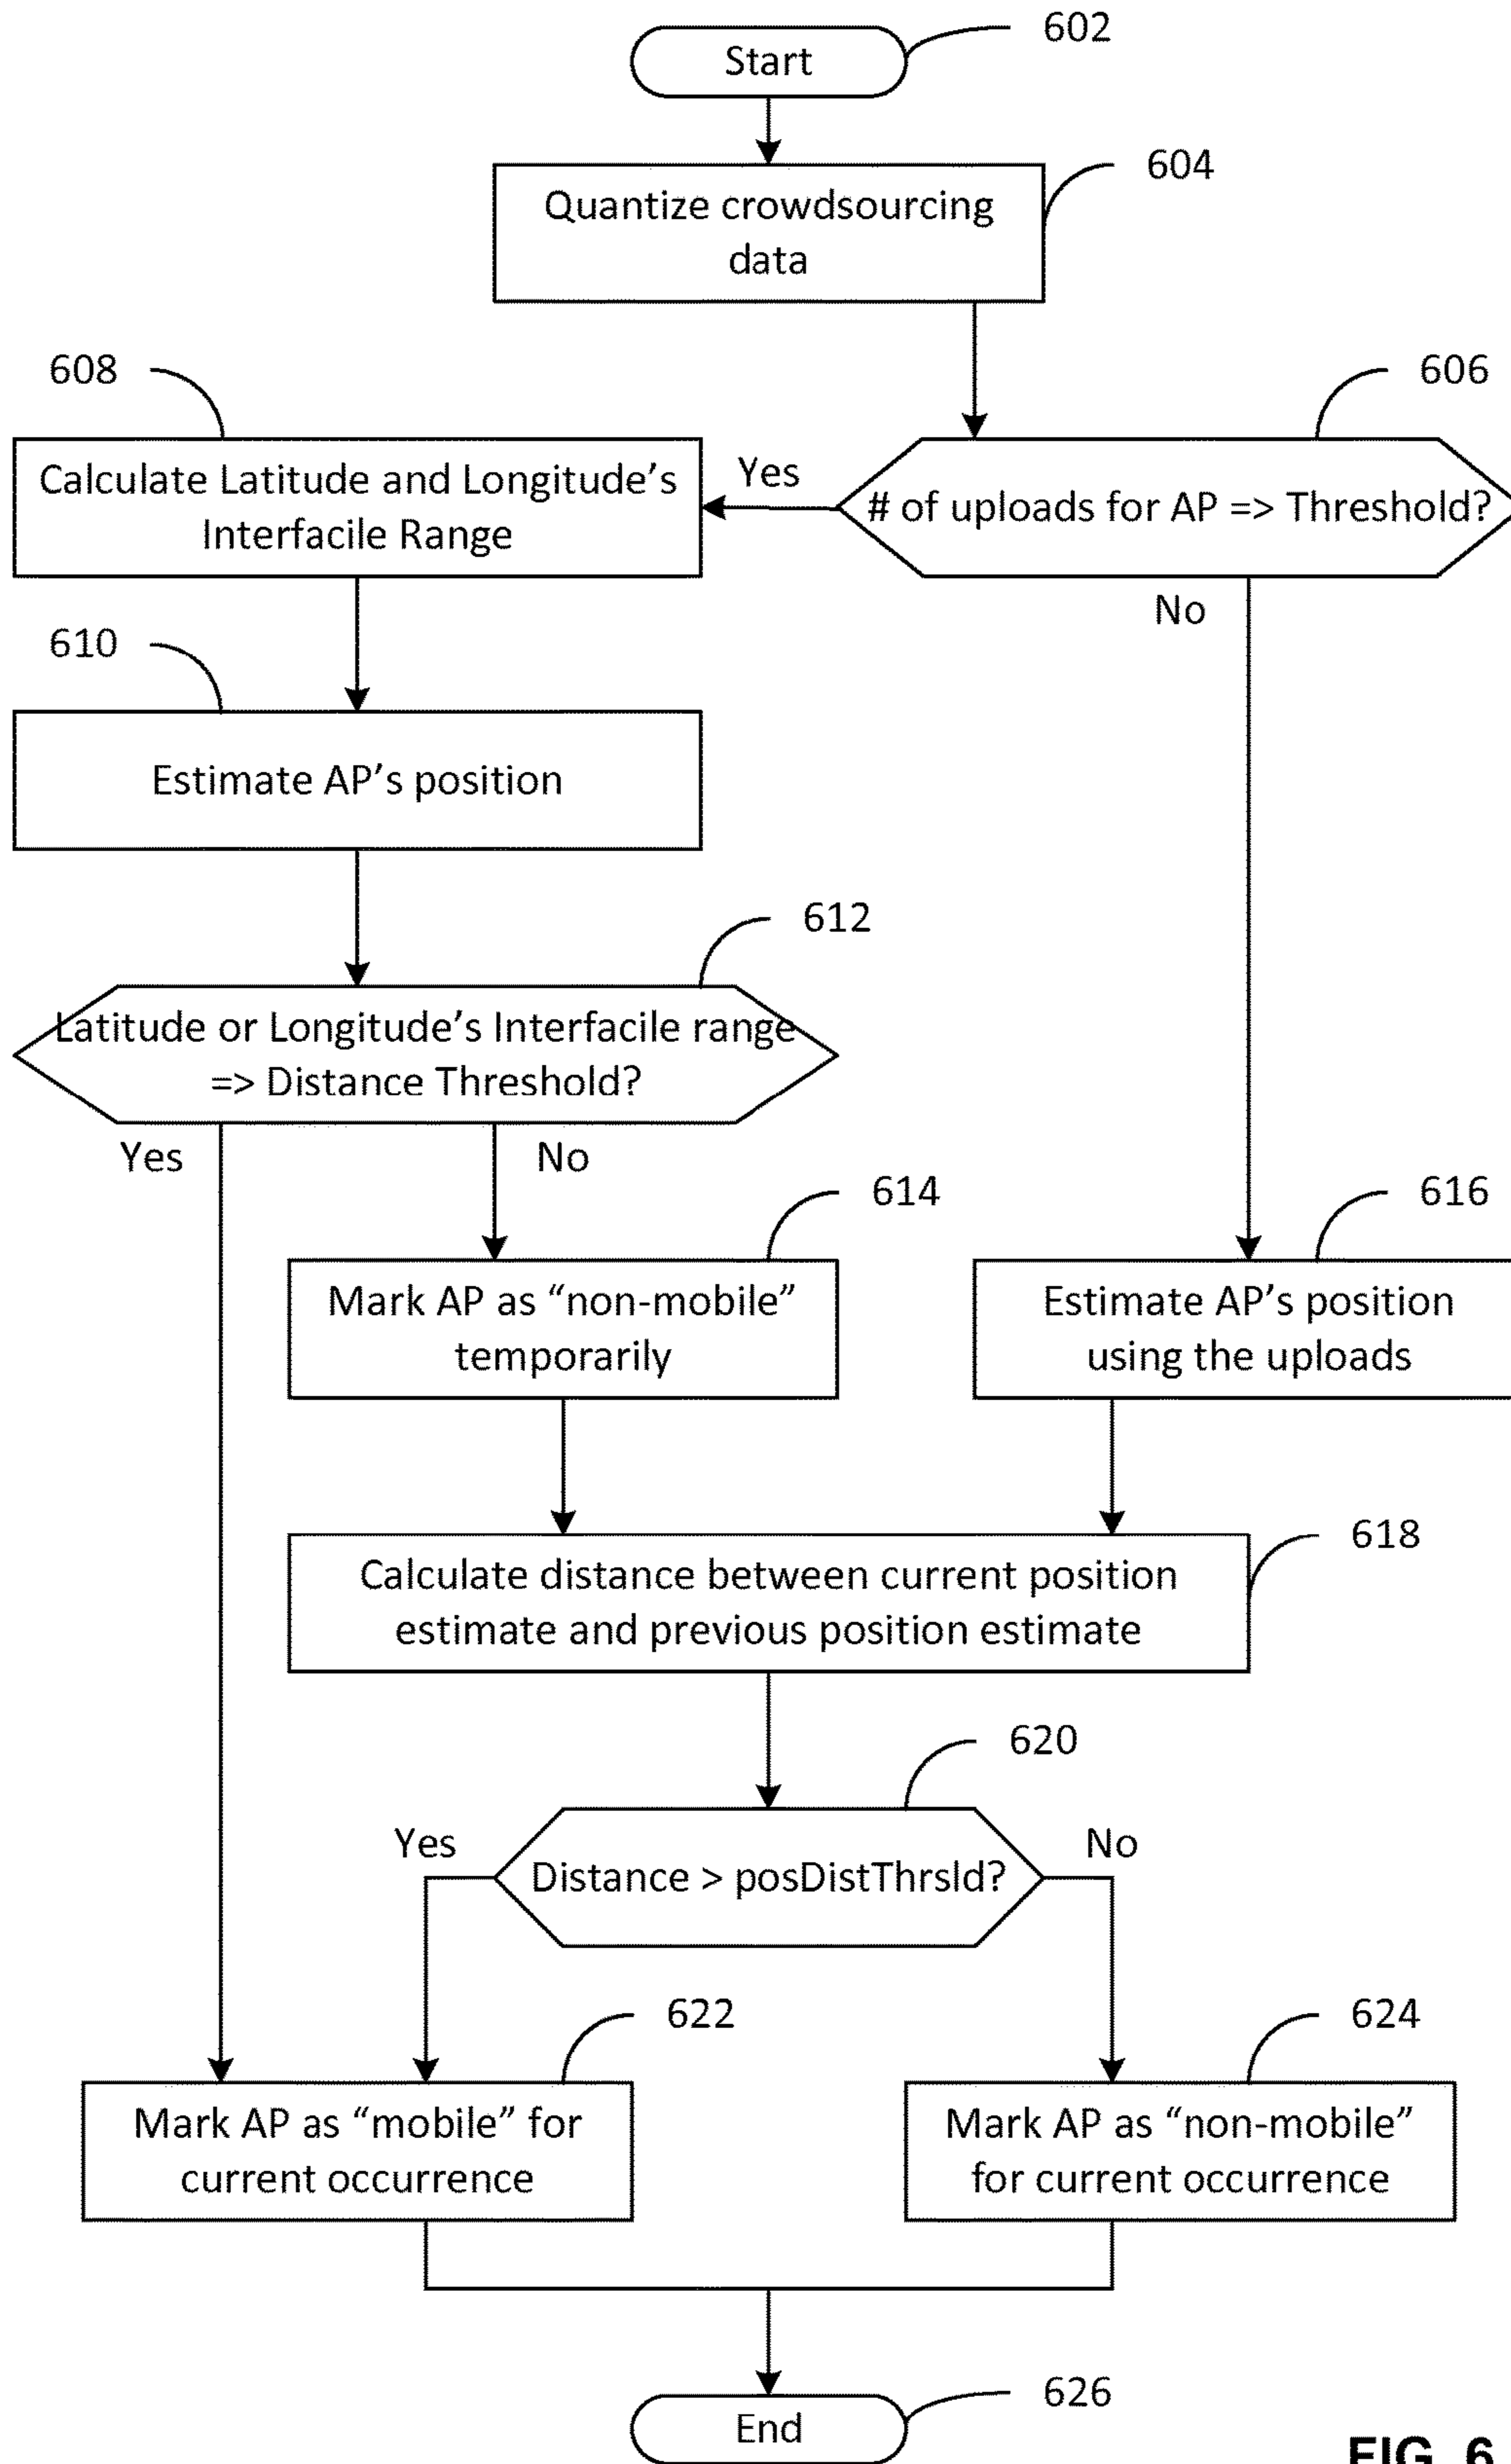 602
Start
604
Quantize crowdsourcing
data
608
606
Calculate Latitude and Longitude's
Interfacile Range
Yes
# of uploads for AP => Threshold?
No
610
Estimate AP's position
612
Latitude or Longitude's Interfacile range
=> Distance Threshold?
Yes
No
614
616
Mark AP as “non-mobile”
temporarily
Estimate AP's position
using the uploads
618
Calculate distance between current position
estimate and previous position estimate
620
Yes
No
Distance > posDistThrsld?
622
624
Mark AP as “mobile” for
current occurrence
Mark AP as “non-mobile”
for current occurrence
626
End
FIG. 6